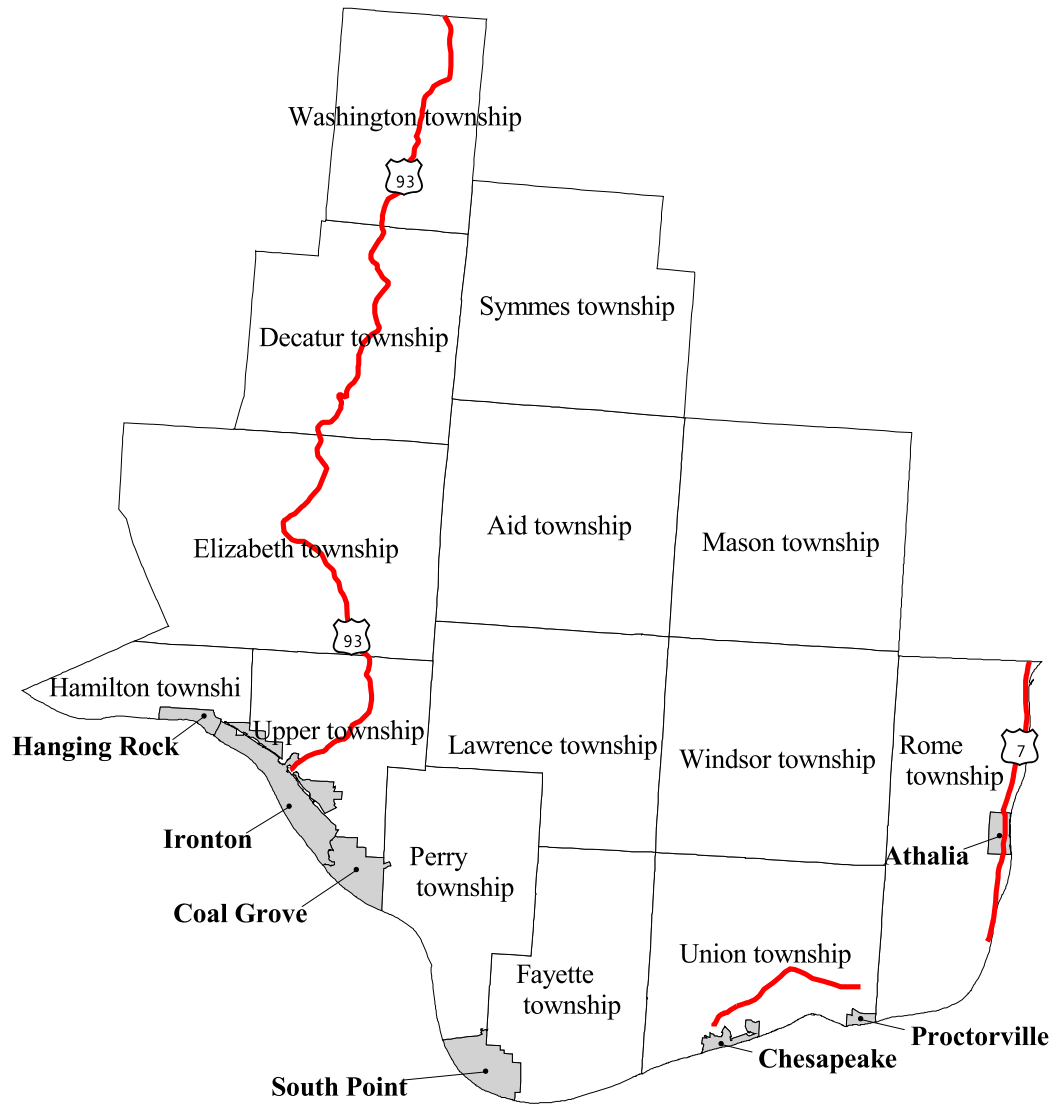 Washington township
93
Symmes township
Decatur township
Aid township
Mason township
Elizabeth township
93
Hamilton townshi
Upper township
Hanging Rock
Lawrence township
Windsor township
Rome
township
7
Ironton
Athalia
Perry
township
Coal Grove
Union township
Fayette
township
Proctorville
Chesapeake
South Point